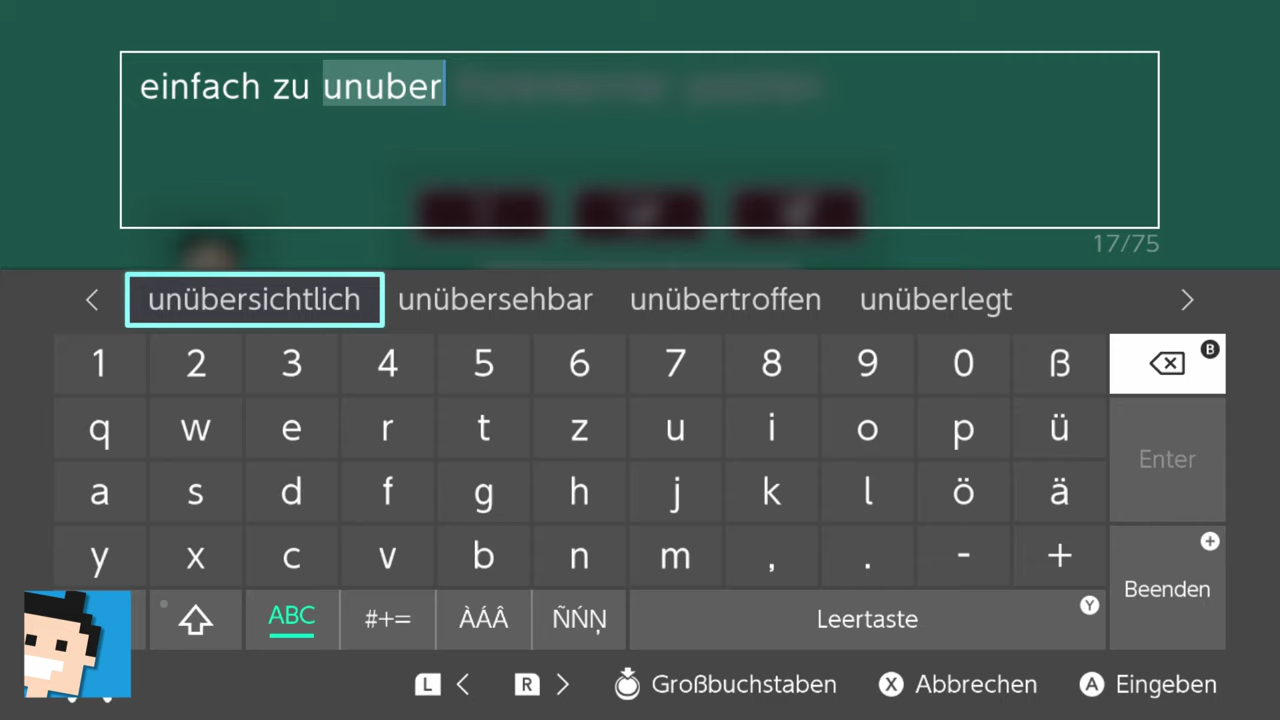 einfach zu unuber
17/75
unübersichtlich unübersehbar unübertroffen unüberlegt
1 2 3 4 5 6 7 8 9 0 ß B
q w e r t z u i o p ü
Enter
a s d f g h j k l ö ä
y x c v b n m , . - +
Beenden
ABC #+= ÀÁÂ ÑŃŅ Leertaste Y
L R Großbuchstaben X Abbrechen A Eingeben